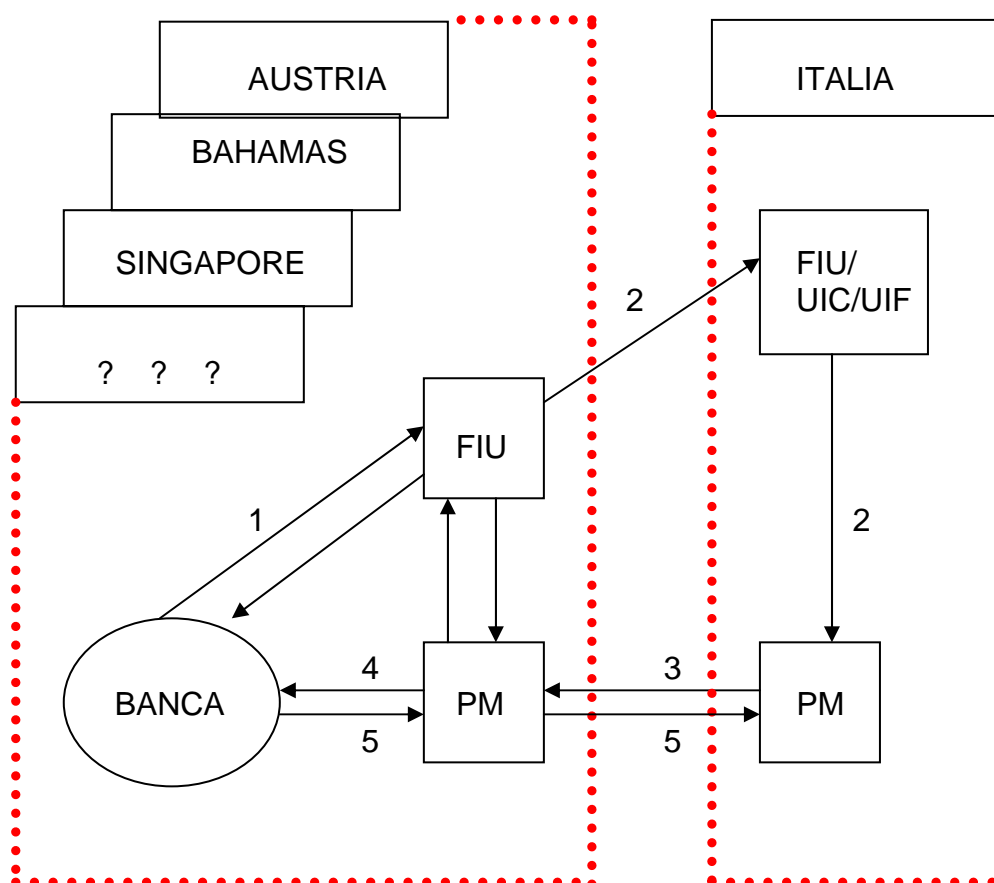 AUSTRIA
ITALIA
BAHAMAS
SINGAPORE
FIU/
UIC/UIF
2
? ? ?
FIU
1
2
4
3
BANCA
PM
PM
5
5